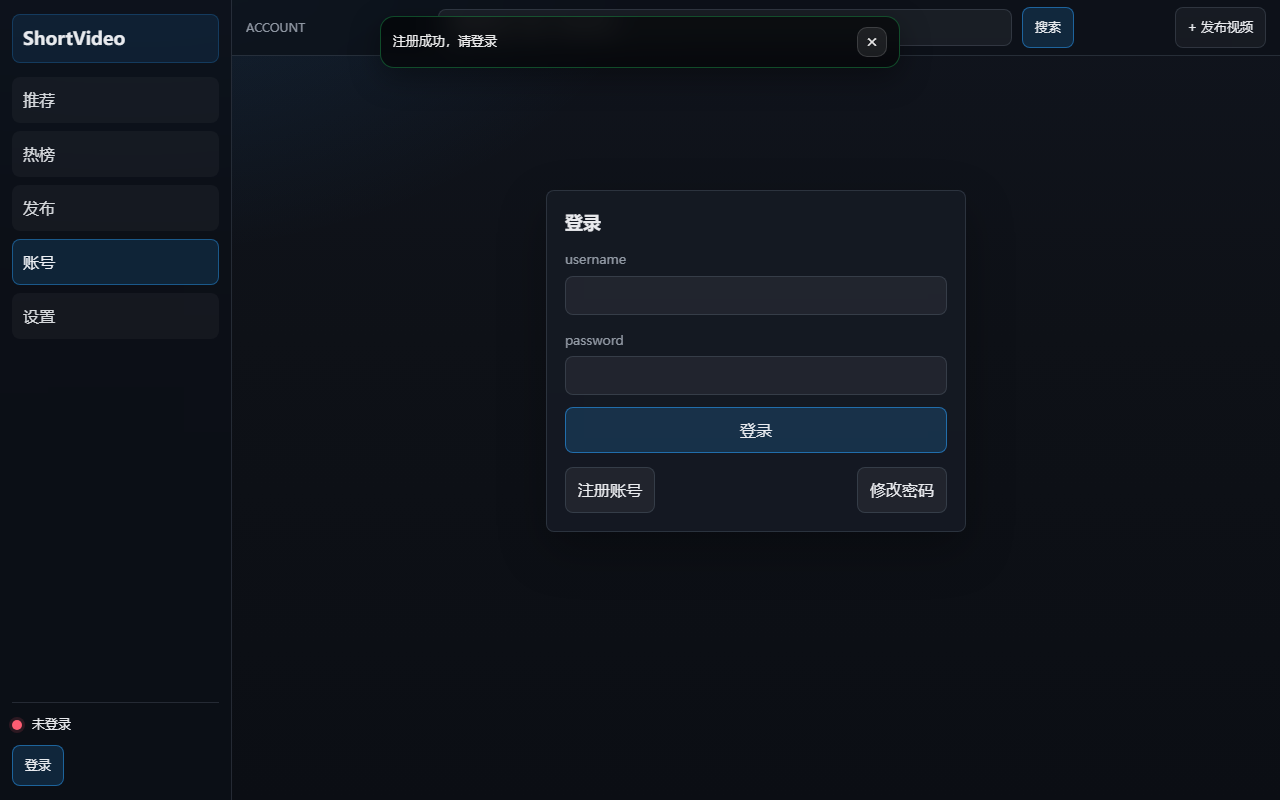 ShortVideo
推荐
热榜
发布
账号
设置
未登录
登录
ACCOUNT
注册成功，请登录
×
搜索
+ 发布视频
登录
username
password
登录
注册账号
修改密码